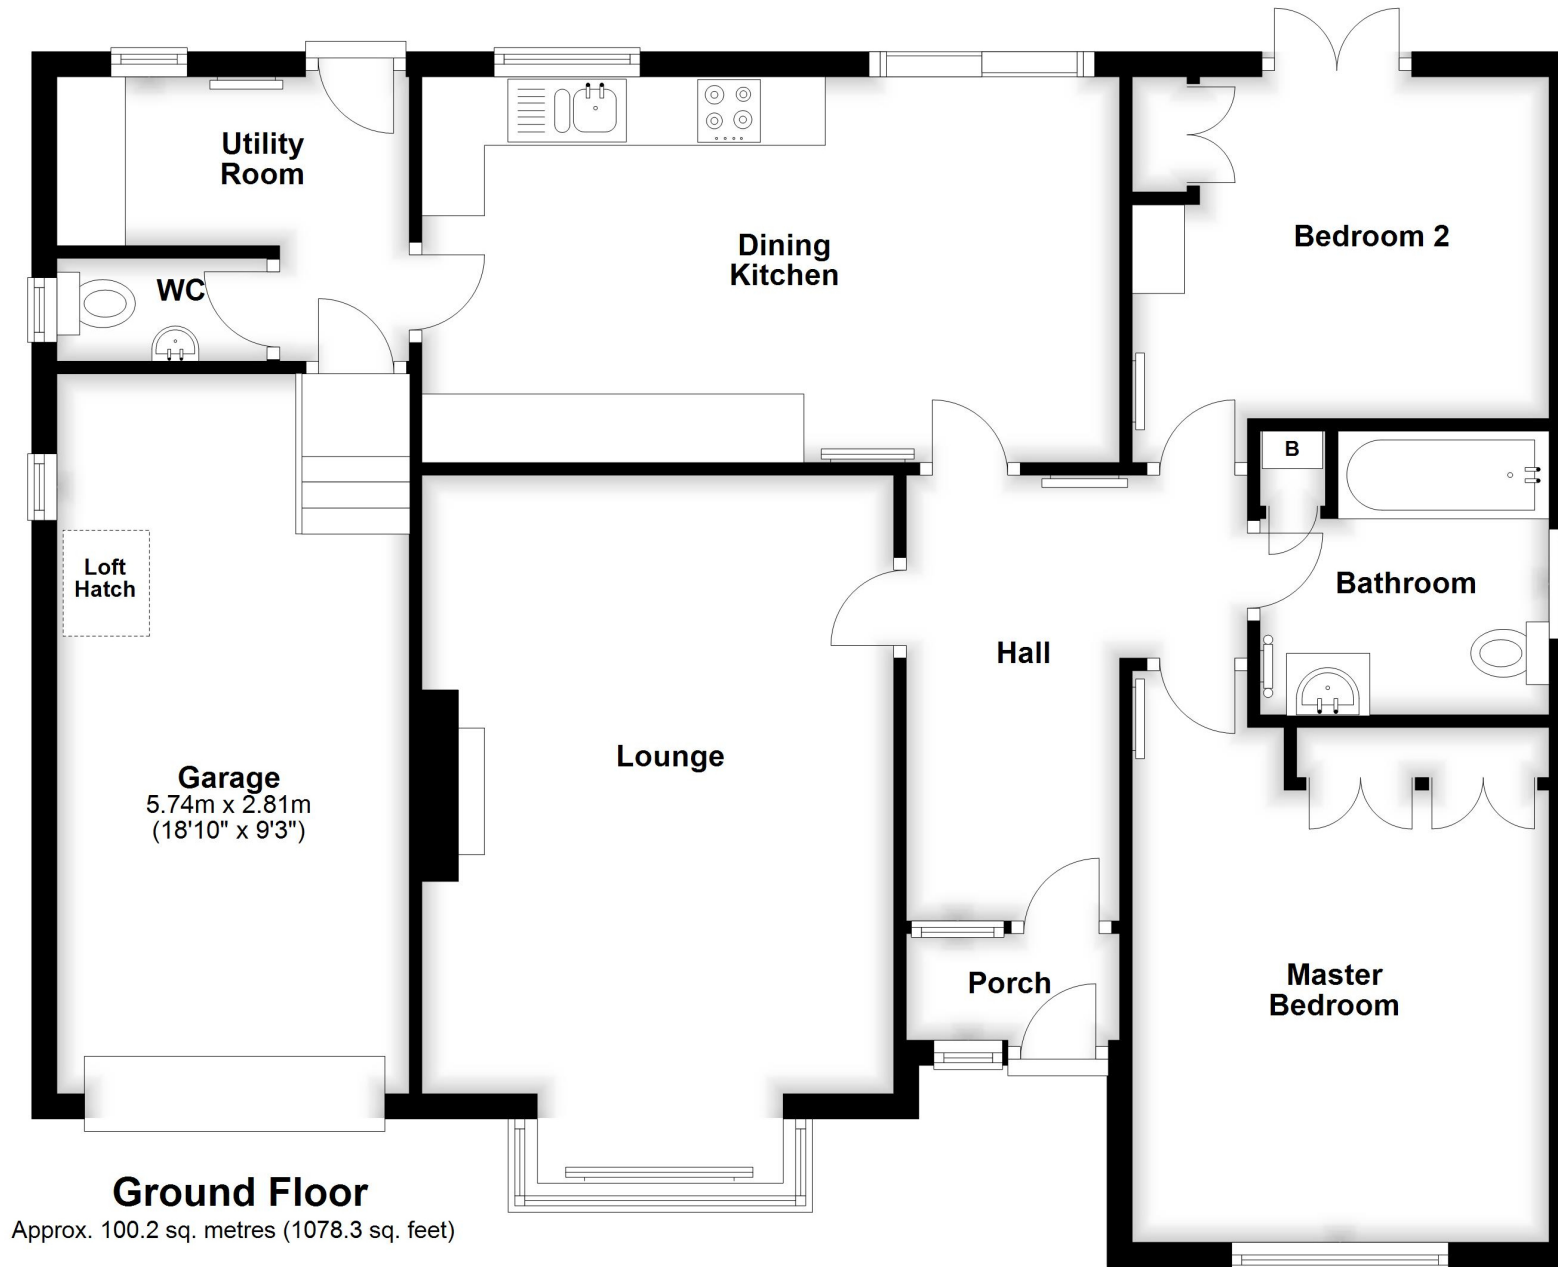 Utility
Room
WC
Dining
Kitchen
Bedroom 2
B
Loft
Hatch
Bathroom
Hall
Lounge
Garage
5.74m x 2.81m
(18'10" x 9'3")
Porch
Master
Bedroom
Ground Floor
Approx. 100.2 sq. metres (1078.3 sq. feet)